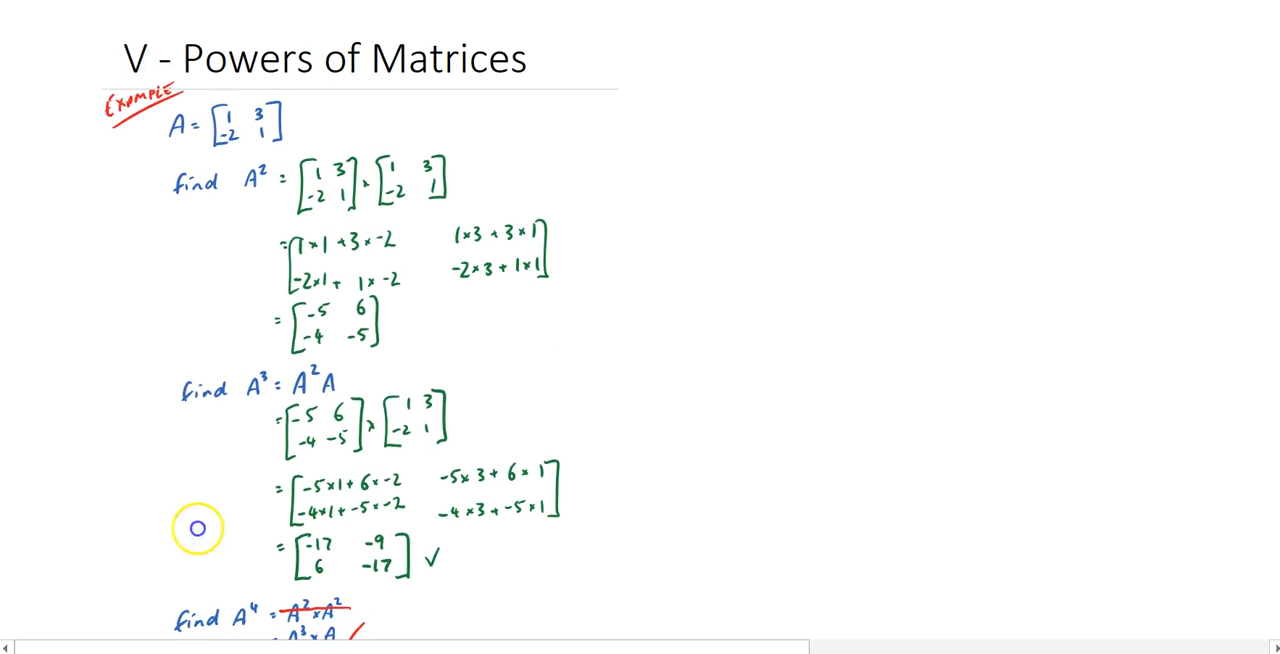 V - Powers of Matrices
EXAMPLE
A = [1 3
-2 1]
find A² = [1 3
-2 1] × [1 3
-2 1]
= [1×1 + 3×-2 1×3 + 3×1
-2×1 + 1×-2 -2×3 + 1×1]
= [-5 6
-4 -5]
find A³ = A² A
= [-5 6
-4 -5] × [1 3
-2 1]
= [-5×1 + 6×-2 -5×3 + 6×1
-4×1 + -5×-2 -4×3 + -5×1]
= [-17 -9
6 -17] ✓
find A⁴ = A² × A²
= A³ × A